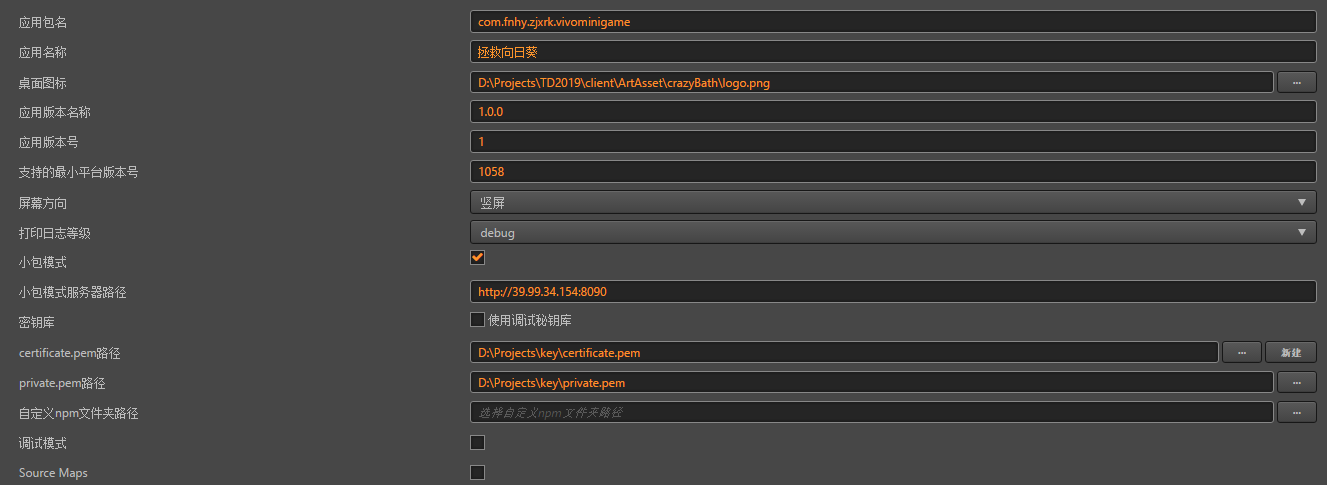 应用包名 com.fnhy.zjxrk.vivominigame
应用名称 拯救向日葵
桌面图标 D:\Projects\TD2019\client\ArtAsset\crazyBath\logo.png ...
应用版本名称 1.0.0
应用版本号 1
支持的最小平台版本号 1058
屏幕方向 竖屏
打印日志等级 debug
小包模式
小包模式服务器路径 http://39.99.34.154:8090
密钥库 使用调试秘钥库
certificate.pem路径 D:\Projects\key\certificate.pem ... 新建
private.pem路径 D:\Projects\key\private.pem ...
自定义npm文件夹路径 选择自定义npm文件夹路径 ...
调试模式
Source Maps